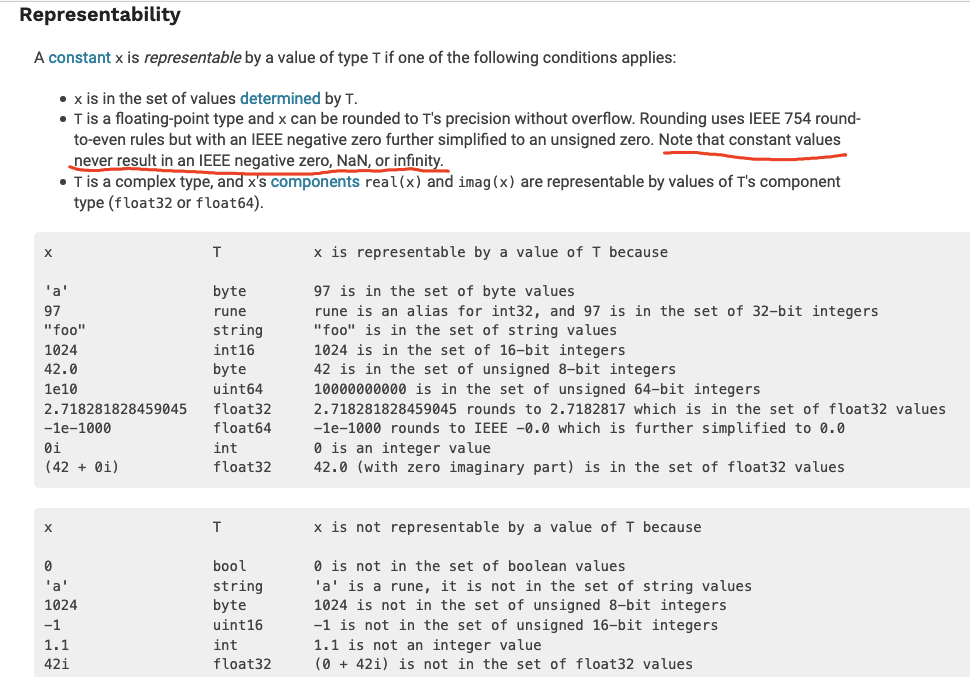 Representability
A constant x is representable by a value of type T if one of the following conditions applies:
• x is in the set of values determined by T.
• T is a floating-point type and x can be rounded to T's precision without overflow. Rounding uses IEEE 754 round-
to-even rules but with an IEEE negative zero further simplified to an unsigned zero. Note that constant values
never result in an IEEE negative zero, NaN, or infinity.
• T is a complex type, and x's components real(x) and imag(x) are representable by values of T's component
type (float32 or float64).
x T x is representable by a value of T because
'a' byte 97 is in the set of byte values
97 rune rune is an alias for int32, and 97 is in the set of 32-bit integers
"foo" string "foo" is in the set of string values
1024 int16 1024 is in the set of 16-bit integers
42.0 byte 42 is in the set of unsigned 8-bit integers
1e10 uint64 10000000000 is in the set of unsigned 64-bit integers
2.718281828459045 float32 2.718281828459045 rounds to 2.7182817 which is in the set of float32 values
-1e-1000 float64 -1e-1000 rounds to IEEE -0.0 which is further simplified to 0.0
0i int 0 is an integer value
(42 + 0i) float32 42.0 (with zero imaginary part) is in the set of float32 values
x T x is not representable by a value of T because
0 bool 0 is not in the set of boolean values
'a' string 'a' is a rune, it is not in the set of string values
1024 byte 1024 is not in the set of unsigned 8-bit integers
-1 uint16 -1 is not in the set of unsigned 16-bit integers
1.1 int 1.1 is not an integer value
42i float32 (0 + 42i) is not in the set of float32 values